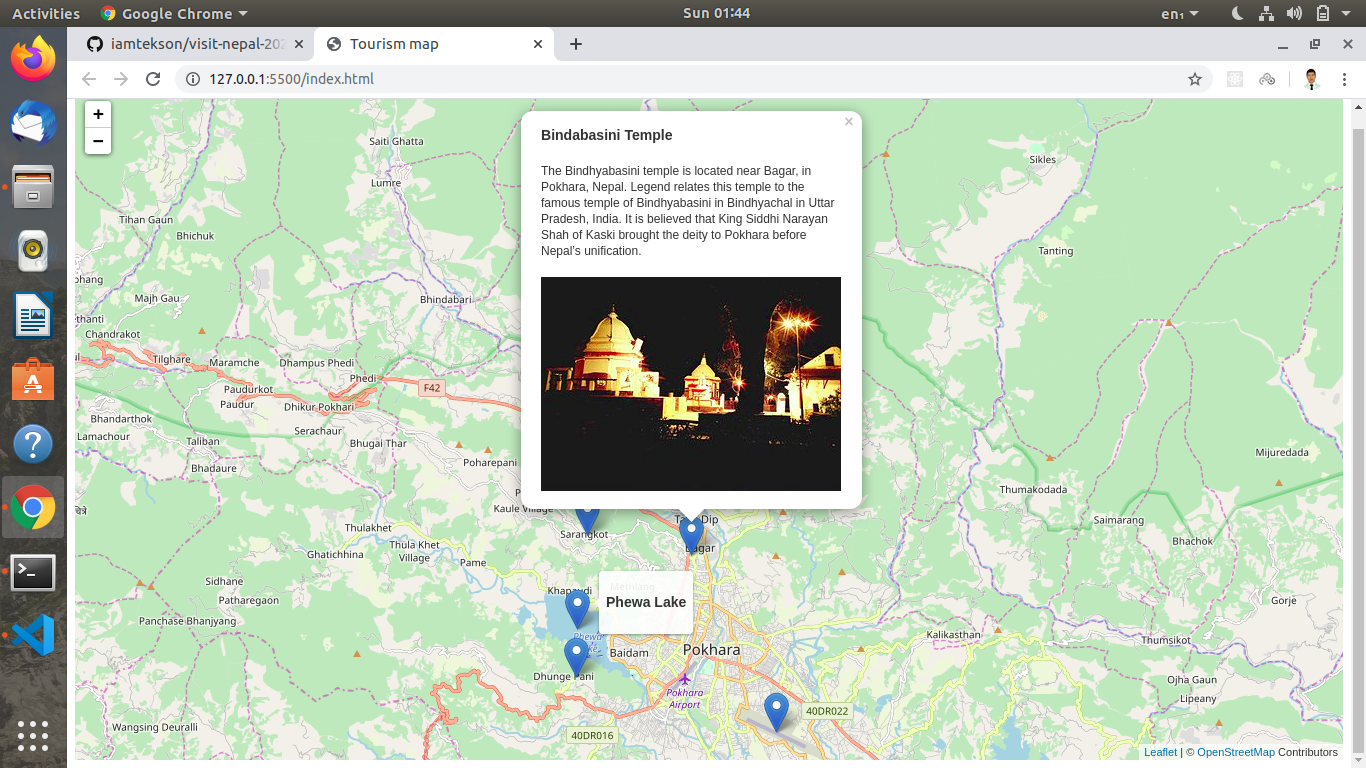 Activities
Google Chrome
Sun 01:44
en₁
iamtekson/visit-nepal-202
Tourism map
127.0.0.1:5500/index.html
+
−
Bindabasini Temple
The Bindhyabasini temple is located near Bagar, in
Pokhara, Nepal. Legend relates this temple to the
famous temple of Bindhyabasini in Bindhyachal in Uttar
Pradesh, India. It is believed that King Siddhi Narayan
Shah of Kaski brought the deity to Pokhara before
Nepal's unification.
Saiti Ghatta
Sikles
Lumre
Tihan Gaun
Bhichuk
Tanting
Majh Gau
Bhindabari
Chandrakot
Tilghare
Maramche
Dhampus Phedi
Phedi
F42
Paudurkot
Paudur
Dhikur Pokhari
Bhandarthok
Serachaur
Lamachour
Taliban
Bhugai Thar
Mijuredada
Poharepani
Bhadaure
Thumakodada
Kaule Village
Saimarang
Thulakhet
Sarangkot
Bagar
Bhachok
Thula Khet
Village
Ghatichhina
Pame
Sidhane
Khapaudi
Methlang
Patharegaon
Phewa Lake
Gorje
Panchase Bhanjyang
Phewa
Kalikasthan
Thumsikot
Baidam
Pokhara
Dhunge Pani
Ojha Gaun
Pokhara
Airport
Lipeany
40DR022
Wangsing Deuralli
40DR016
Leaflet | © OpenStreetMap Contributors